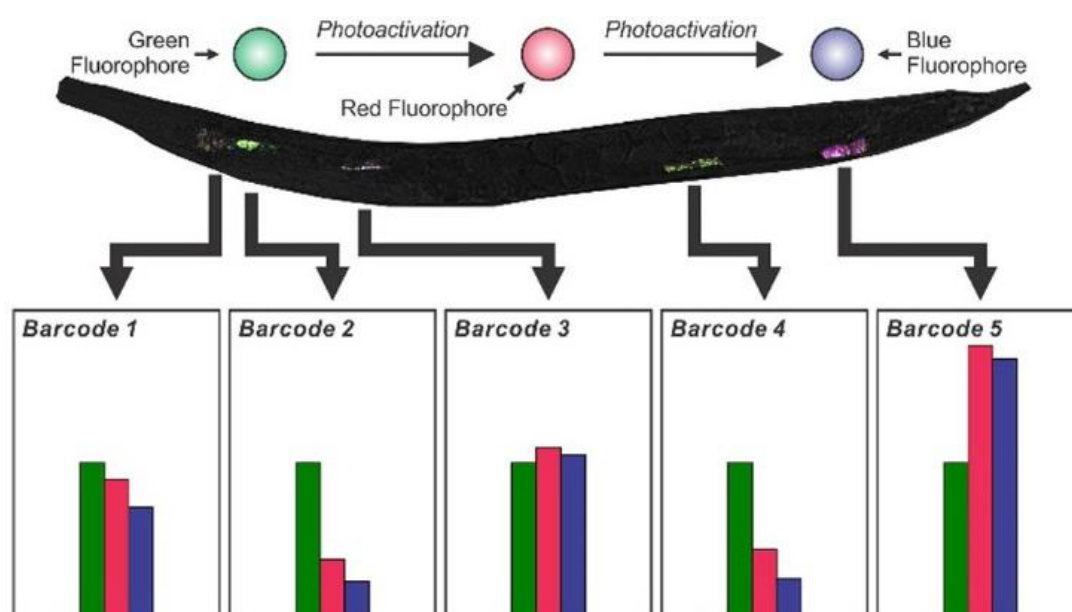 Green
Fluorophore
Photoactivation
Red Fluorophore
Photoactivation
Blue
Fluorophore
Barcode 1
Barcode 2
Barcode 3
Barcode 4
Barcode 5